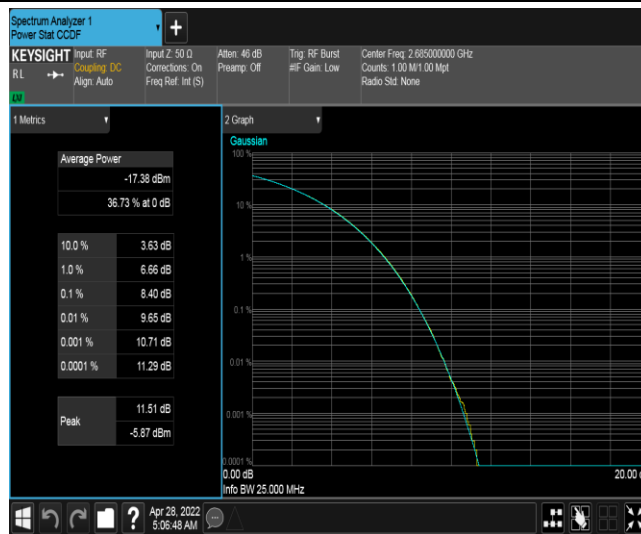 Spectrum Analyzer 1
Power Stat CCDF
+
KEYSIGHT
RL
Input: RF
Coupling: DC
Align: Auto
Input Z: 50 Ω
Corrections: On
Freq Ref: Int (S)
Atten: 46 dB
Preamp: Off
Trig: RF Burst
#IF Gain: Low
Center Freq: 2.685000000 GHz
Counts: 1.00 M/1.00 Mpt
Radio Std: None
1 Metrics
Average Power
-17.38 dBm
36.73 % at 0 dB
10.0 % 3.63 dB
1.0 % 6.66 dB
0.1 % 8.40 dB
0.01 % 9.65 dB
0.001 % 10.71 dB
0.0001 % 11.29 dB
Peak
11.51 dB
-5.87 dBm
2 Graph
Gaussian
100 %
10 %
1 %
0.1 %
0.01 %
0.001 %
0.0001 %
0.00 dB
20.00
Info BW 25.000 MHz
?
Apr 28, 2022
5:06:48 AM